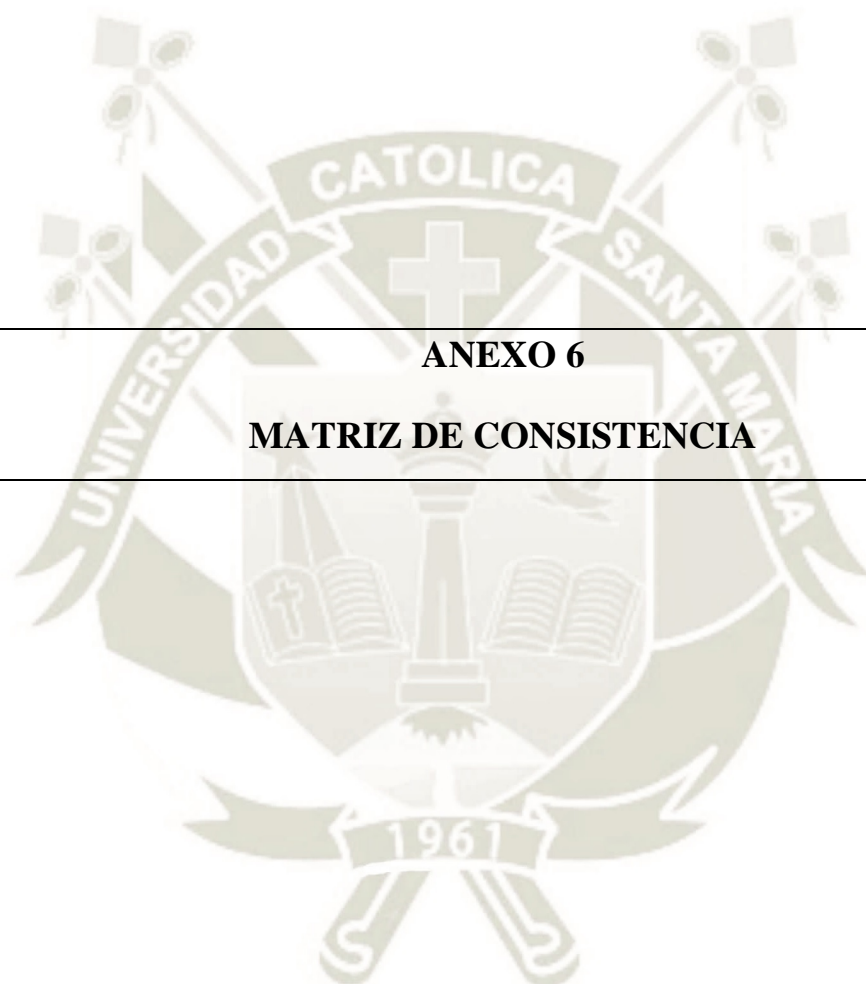 CATOLICA
UNIVERSIDAD
SANTA MARIA
ANEXO 6
MATRIZ DE CONSISTENCIA
1961